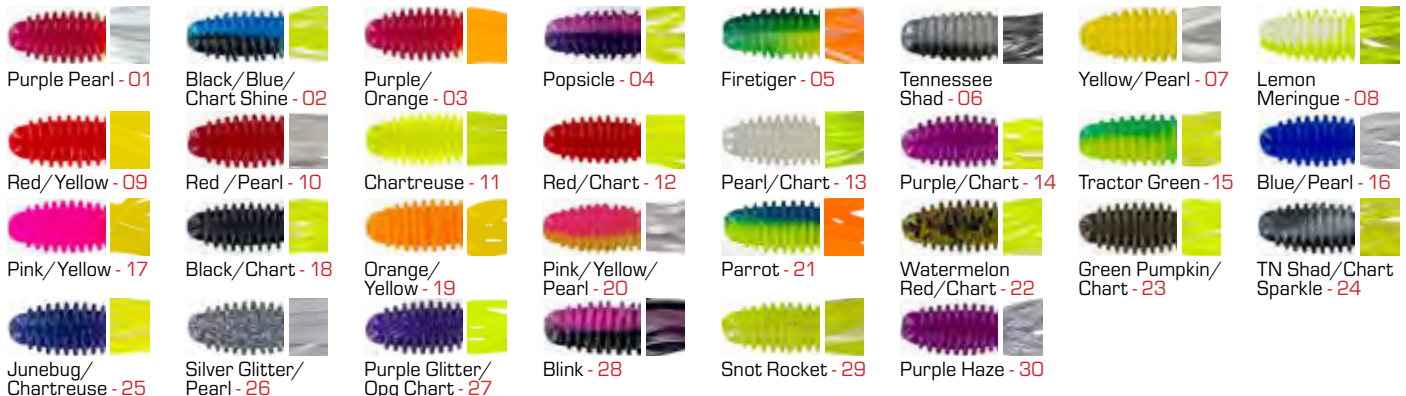 Purple Pearl - 01
Black/Blue/
Chart Shine - 02
Purple/
Orange - 03
Popsicle - 04
Firetiger - 05
Tennessee
Shad - 06
Yellow/Pearl - 07
Lemon
Meringue - 08
Red/Yellow - 09
Red /Pearl - 10
Chartreuse - 11
Red/Chart - 12
Pearl/Chart - 13
Purple/Chart - 14
Tractor Green - 15
Blue/Pearl - 16
Pink/Yellow - 17
Black/Chart - 18
Orange/
Yellow - 19
Pink/Yellow/
Pearl - 20
Parrot - 21
Watermelon
Red/Chart - 22
Green Pumpkin/
Chart - 23
TN Shad/Chart
Sparkle - 24
Junebug/
Chartreuse - 25
Silver Glitter/
Pearl - 26
Purple Glitter/
Opq Chart - 27
Blink - 28
Snot Rocket - 29
Purple Haze - 30